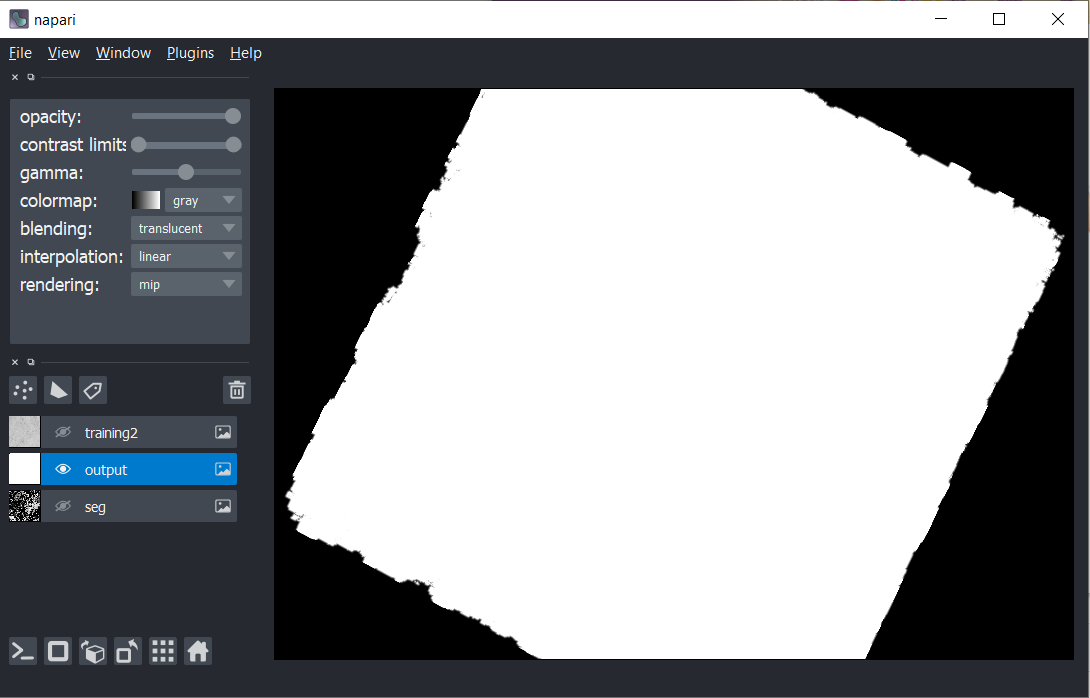 napari
File View Window Plugins Help
opacity:
contrast limits
gamma:
colormap: gray
blending: translucent
interpolation: linear
rendering: mip
training2
output
seg